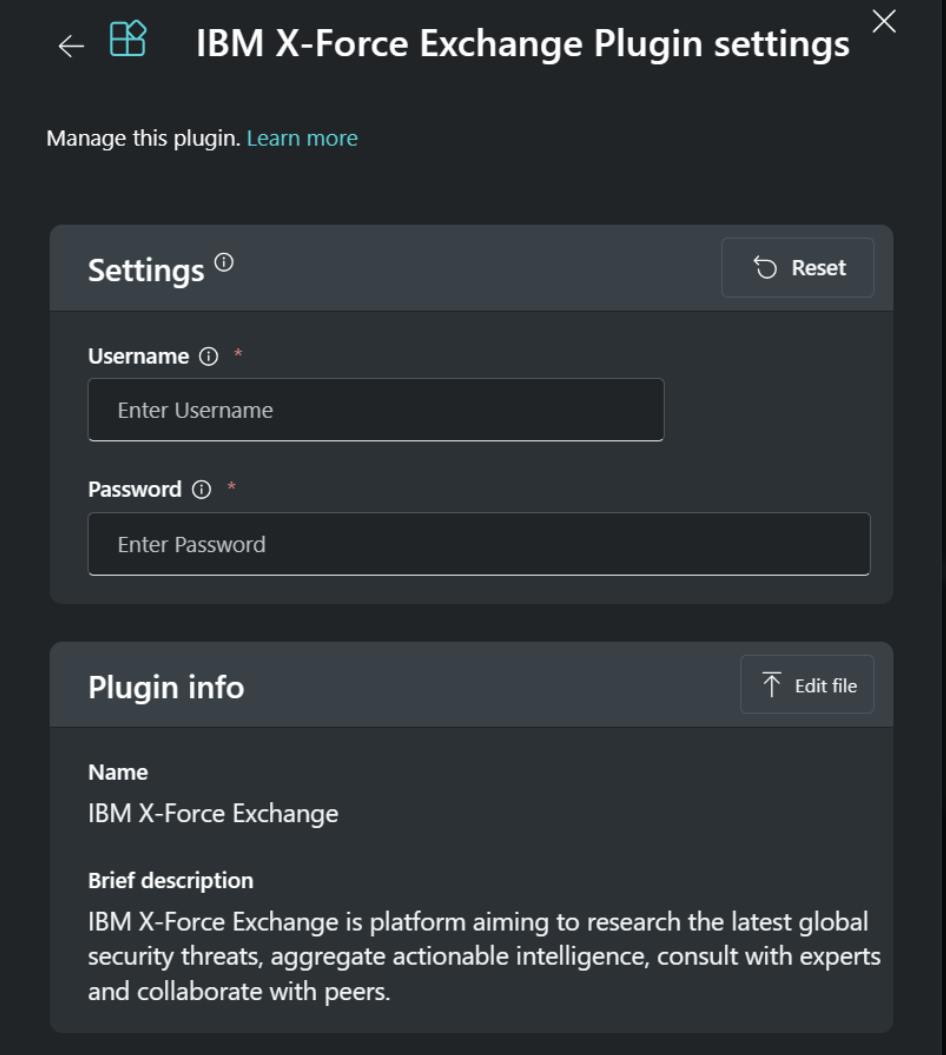 IBM X-Force Exchange Plugin settings
Manage this plugin. Learn more
Settings
Reset
Username *
Enter Username
Password *
Enter Password
Plugin info
Edit file
Name
IBM X-Force Exchange
Brief description
IBM X-Force Exchange is platform aiming to research the latest global
security threats, aggregate actionable intelligence, consult with experts
and collaborate with peers.